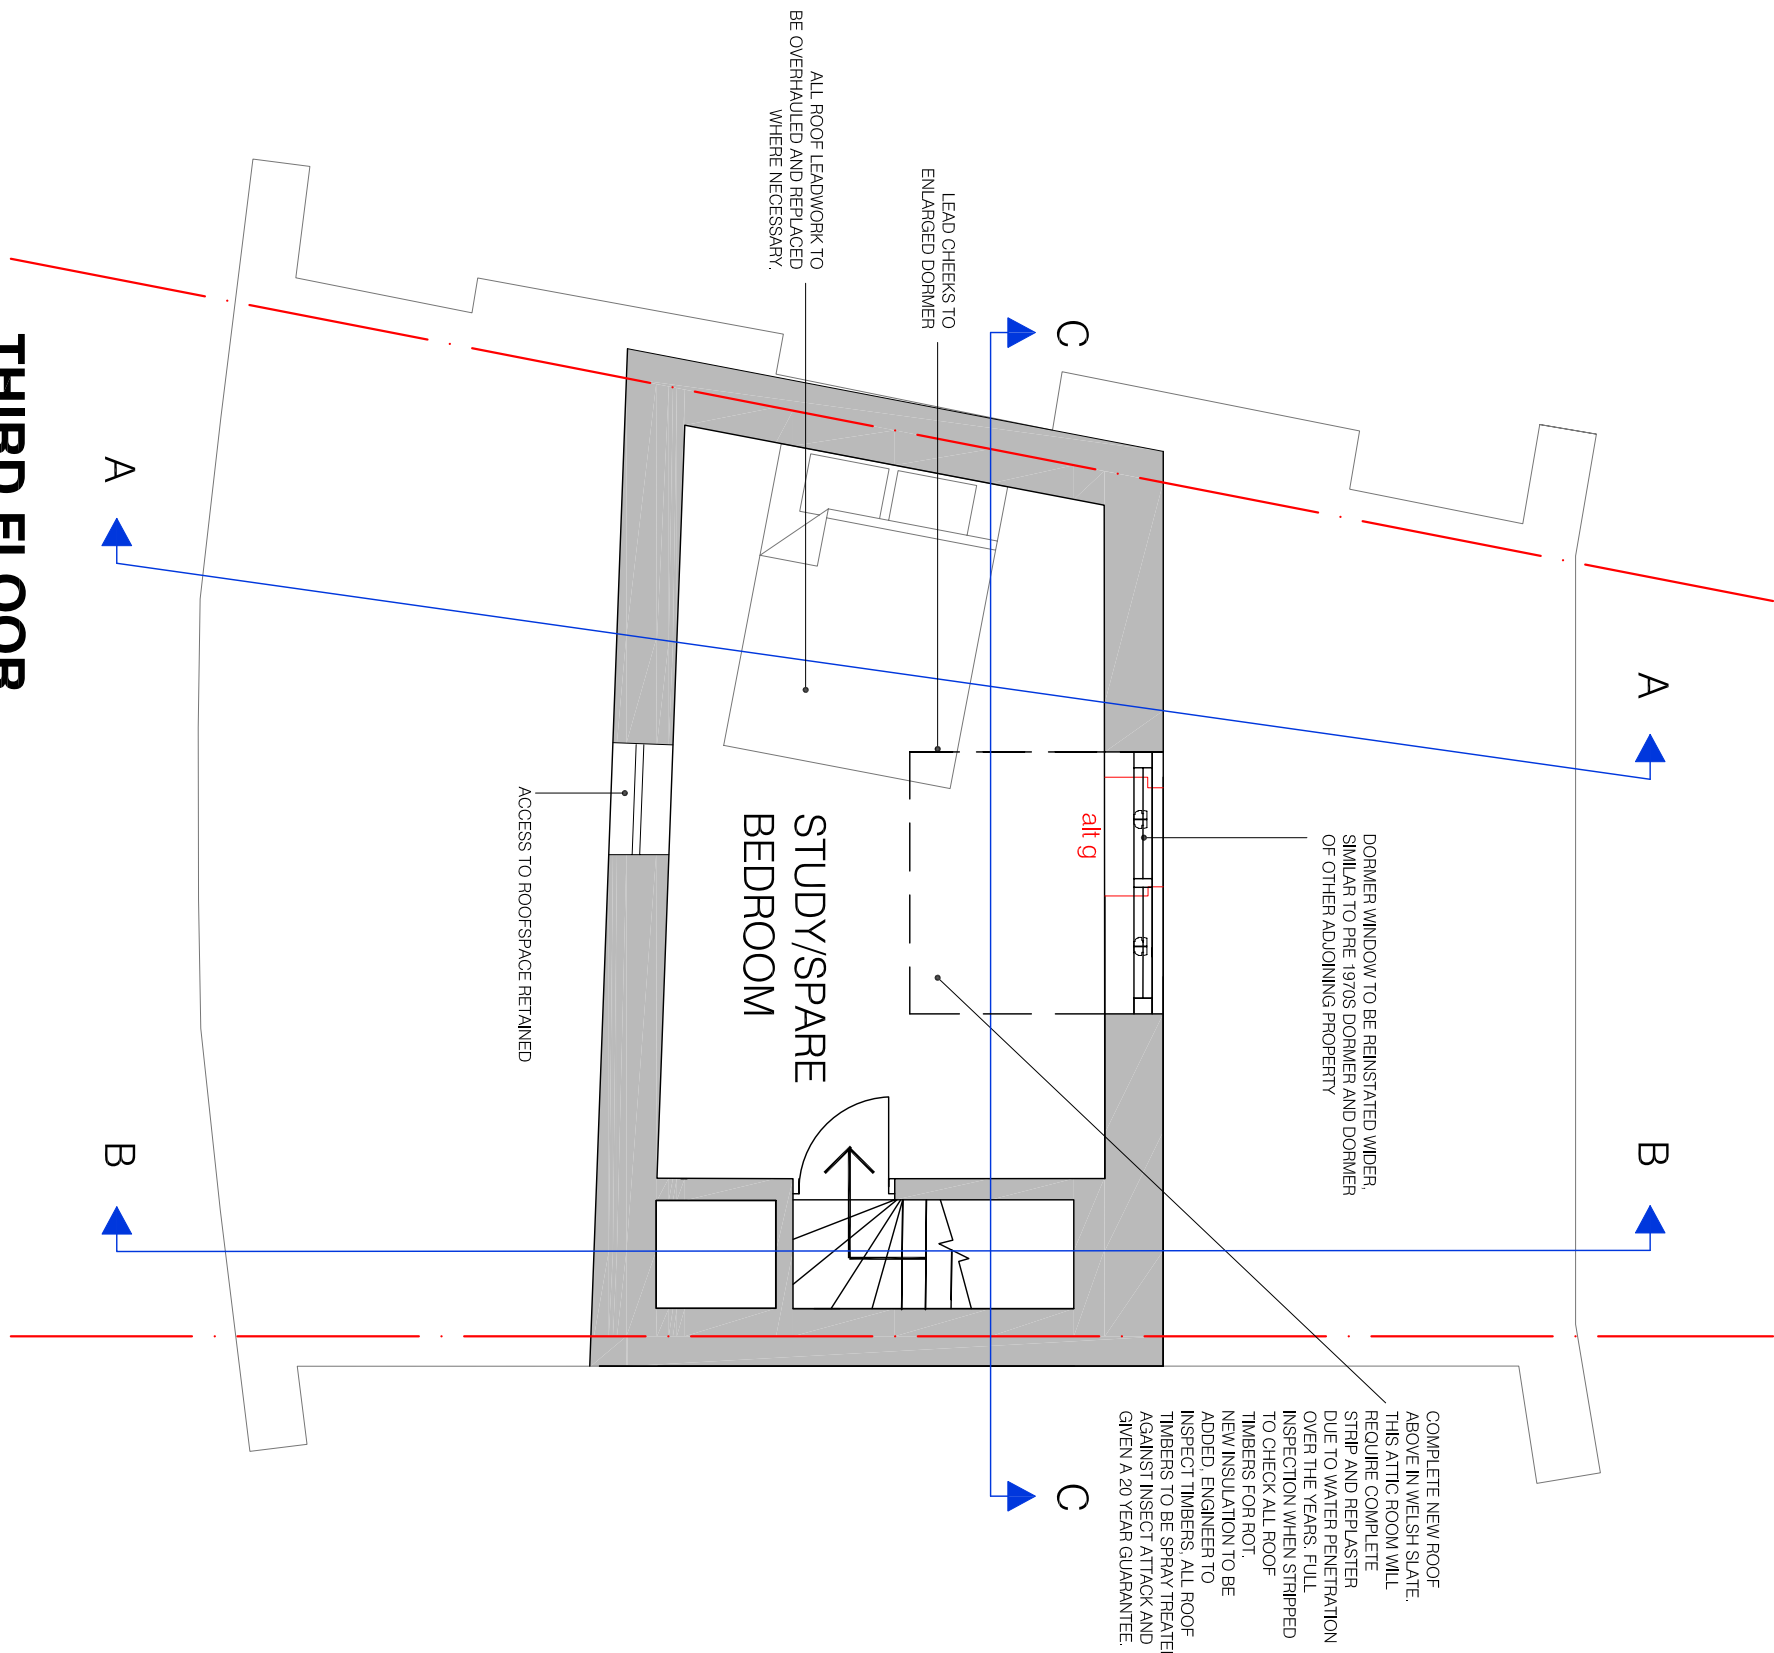 COMPLETE NEW ROOF
ABOVE IN WELSH SLATE.
THIS ATTIC ROOM WILL
REQUIRE COMPLETE
STRIP AND REPLASTER
DUE TO WATER PENETRATION
OVER THE YEARS. FULL
INSPECTION WHEN STRIPPED
TO CHECK ALL ROOF
TIMBERS FOR ROT.
NEW INSULATION TO BE
ADDED, ENGINEER TO
INSPECT TIMBERS, ALL ROOF
TIMBERS TO BE SPRAY TREATED
AGAINST INSECT ATTACK AND
GIVEN A 20 YEAR GUARANTEE.
A
B
DORMER WINDOW TO BE REINSTATED WIDER,
SIMILAR TO PRE 1970S DORMER AND DORMER
OF OTHER ADJOINING PROPERTY
alt g
C
C
LEAD CHEEKS TO
ENLARGED DORMER
ALL ROOF LEADWORK TO
BE OVERHAULED AND REPLACED
WHERE NECESSARY.
STUDY/SPARE
BEDROOM
ACCESS TO ROOFSPACE RETAINED
A
B
THIRD FLOOR